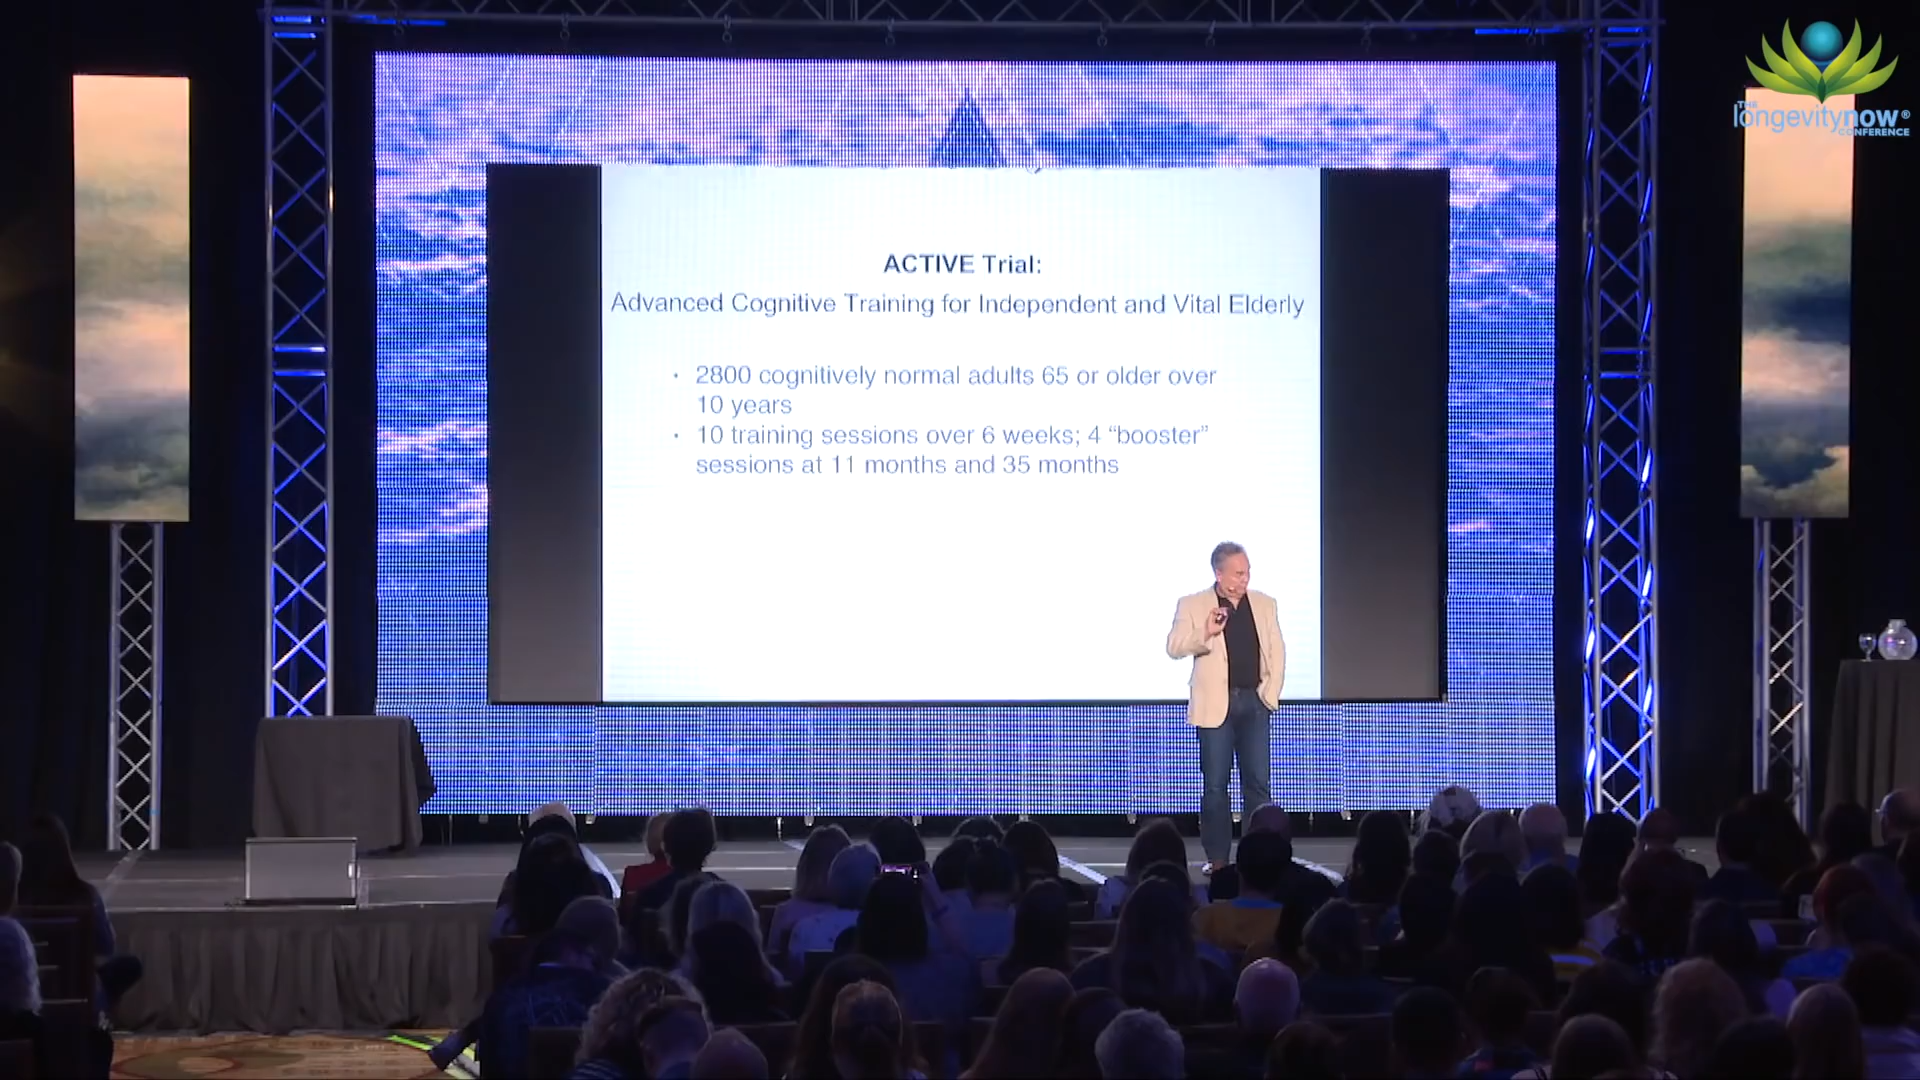 THE
longevitynow®
CONFERENCE
ACTIVE Trial:
Advanced Cognitive Training for Independent and Vital Elderly
· 2800 cognitively normal adults 65 or older over
10 years
· 10 training sessions over 6 weeks; 4 “booster”
sessions at 11 months and 35 months